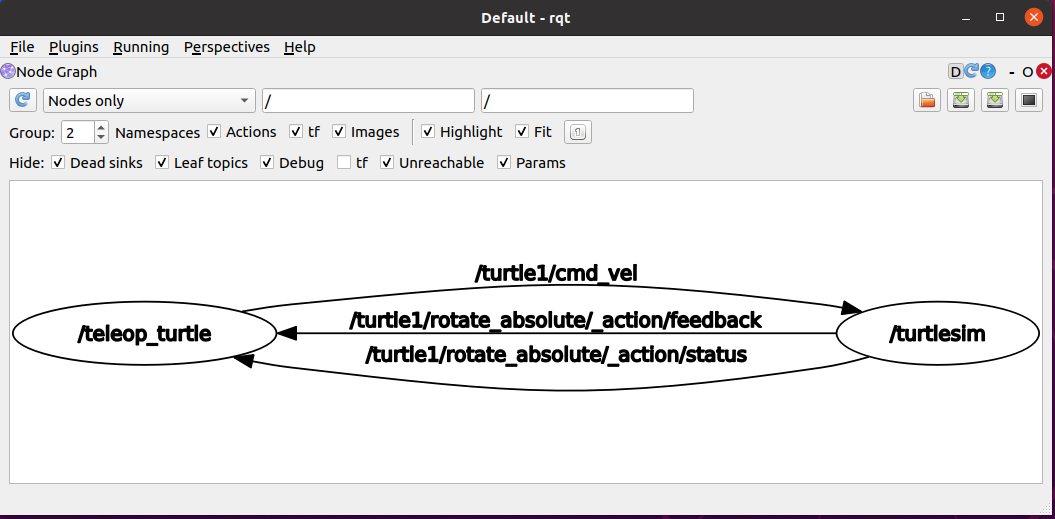 Default - rqt
File Plugins Running Perspectives Help
Node Graph D ? - O
Nodes only / /
Group: 2 Namespaces Actions tf Images Highlight Fit
Hide: Dead sinks Leaf topics Debug tf Unreachable Params
/turtle1/cmd_vel
/turtle1/rotate_absolute/_action/feedback
/teleop_turtle /turtlesim
/turtle1/rotate_absolute/_action/status